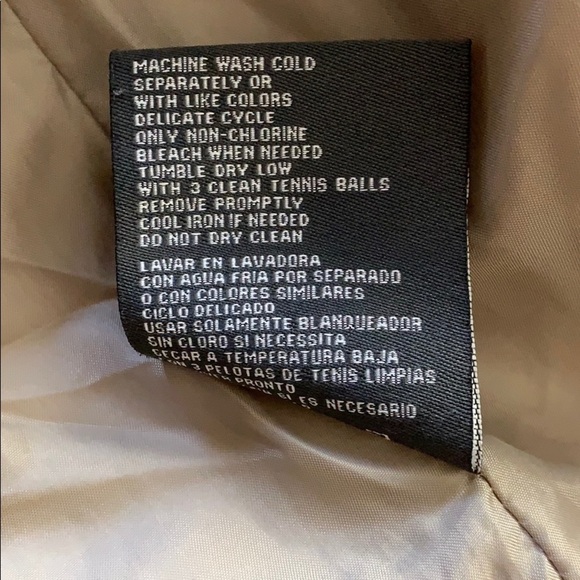 MACHINE WASH COLD
SEPARATELY OR
WITH LIKE COLORS
DELICATE CYCLE
ONLY NON-CHLORINE
BLEACH WHEN NEEDED
TUMBLE DRY LOW
WITH 3 CLEAN TENNIS BALLS
REMOVE PROMPTLY
COOL IRON IF NEEDED
DO NOT DRY CLEAN
LAVAR EN LAVADORA
CON AGUA FRIA POR SEPARADO
O CON COLORES SIMILARES
CICLO DELICADO
USAR SOLAMENTE BLANQUEADOR
SIN CLORO SI NECESSITA
SECAR A TEMPERATURA BAJA
CON 3 PELOTAS DE TENIS LIMPIAS
PRONTO
SI ES NECESARIO